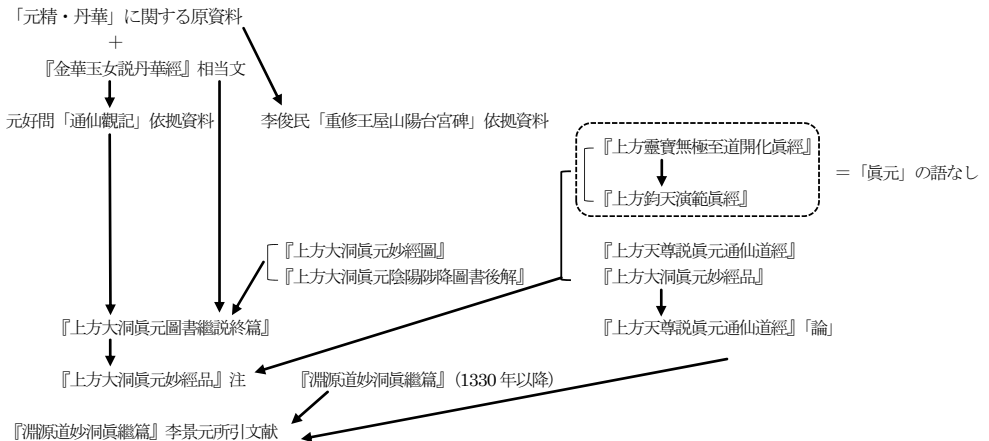 「元精・丹華」に関する原資料
＋
『金華玉女説丹華經』相当文
元好問「通仙觀記」依拠資料
李俊民「重修王屋山陽台宮碑」依拠資料
『上方靈寶無極至道開化眞經』
＝「眞元」の語なし
『上方鈞天演範眞經』
『上方大洞眞元妙經圖』
『上方天尊説眞元通仙道經』
『上方大洞眞元陰陽陟降圖書後解』
『上方大洞眞元妙經品』
『上方大洞眞元圖書繼説終篇』
『上方天尊説眞元通仙道經』「論」
『上方大洞眞元妙經品』注
『淵源道妙洞眞繼篇』（1330 年以降）
『淵源道妙洞眞繼篇』李景元所引文献